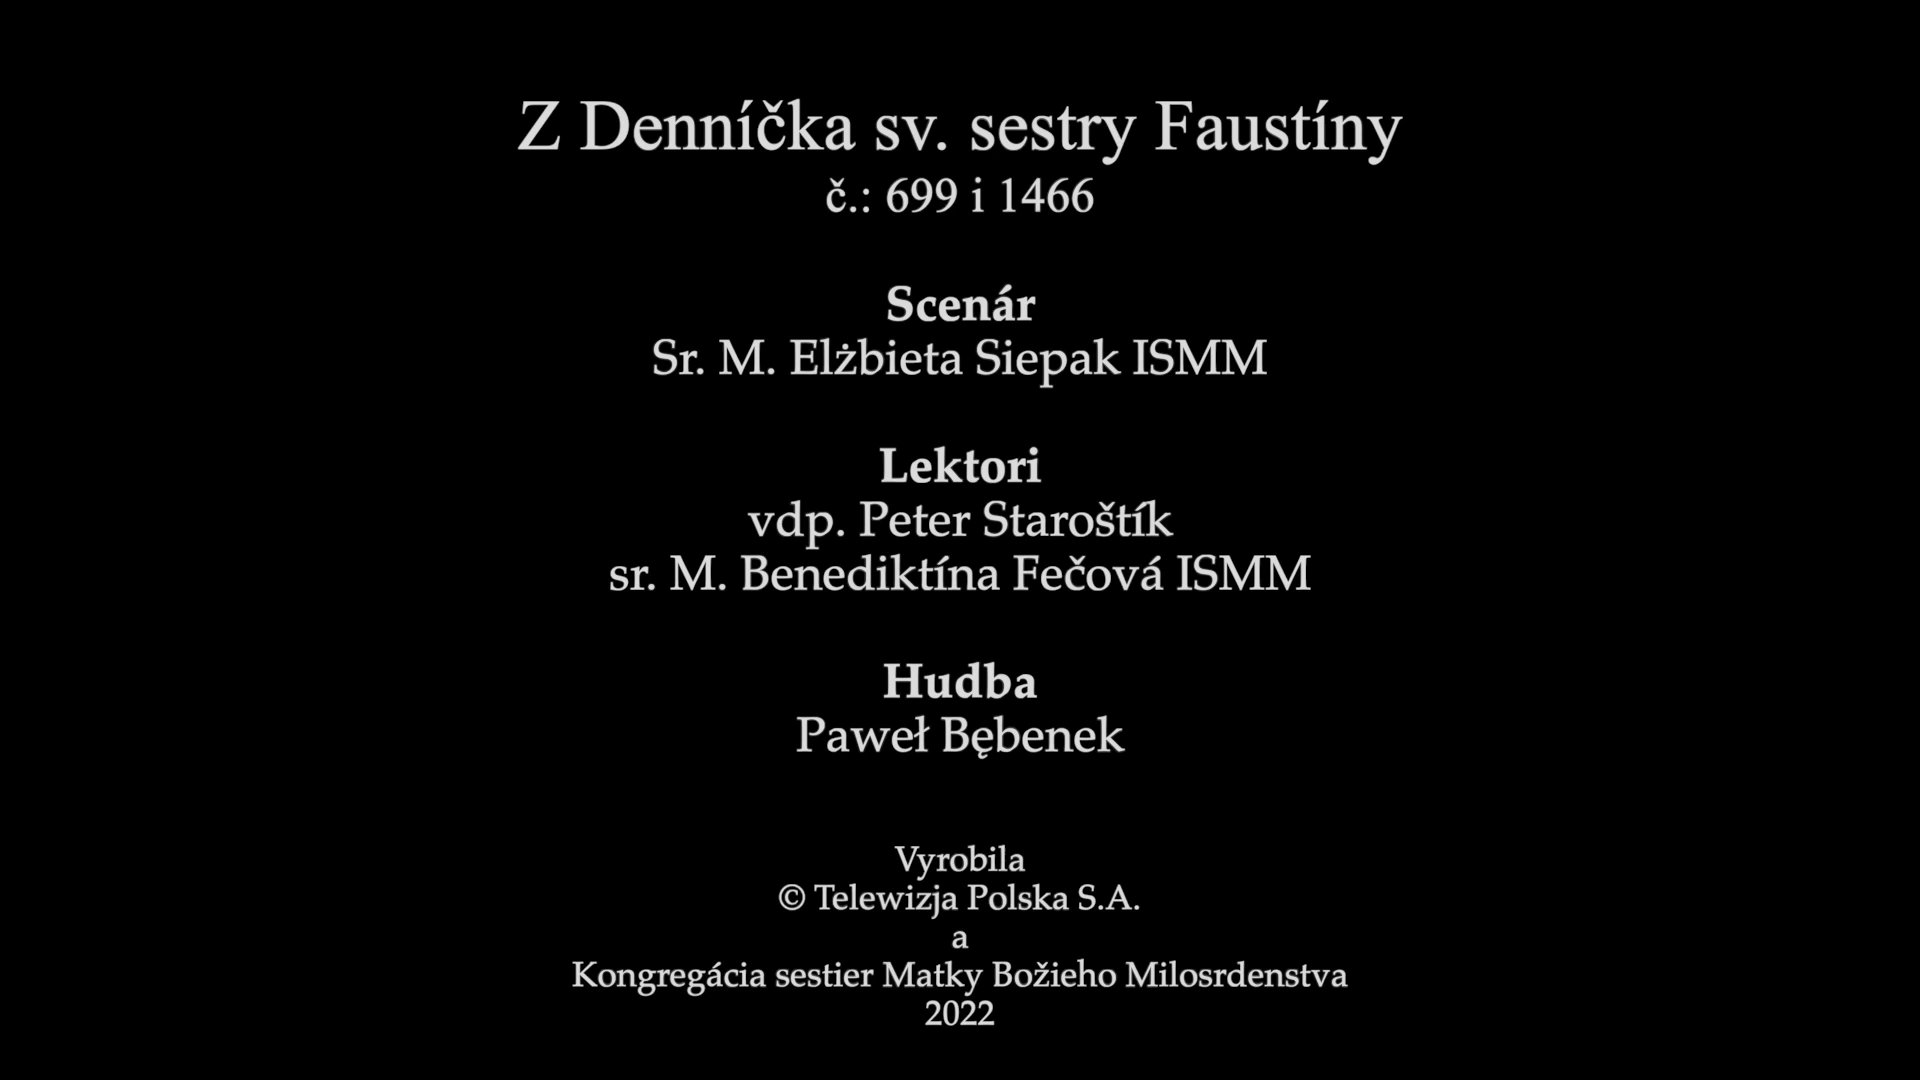 Z Denníčka sv. sestry Faustíny
č.: 699 i 1466
Scenár
Sr. M. Elżbieta Siepak ISMM
Lektori
vdp. Peter Staroštík
sr. M. Benediktína Fečová ISMM
Hudba
Paweł Bębenek
Vyrobila
© Telewizja Polska S.A.
a
Kongregácia sestier Matky Božieho Milosrdenstva
2022